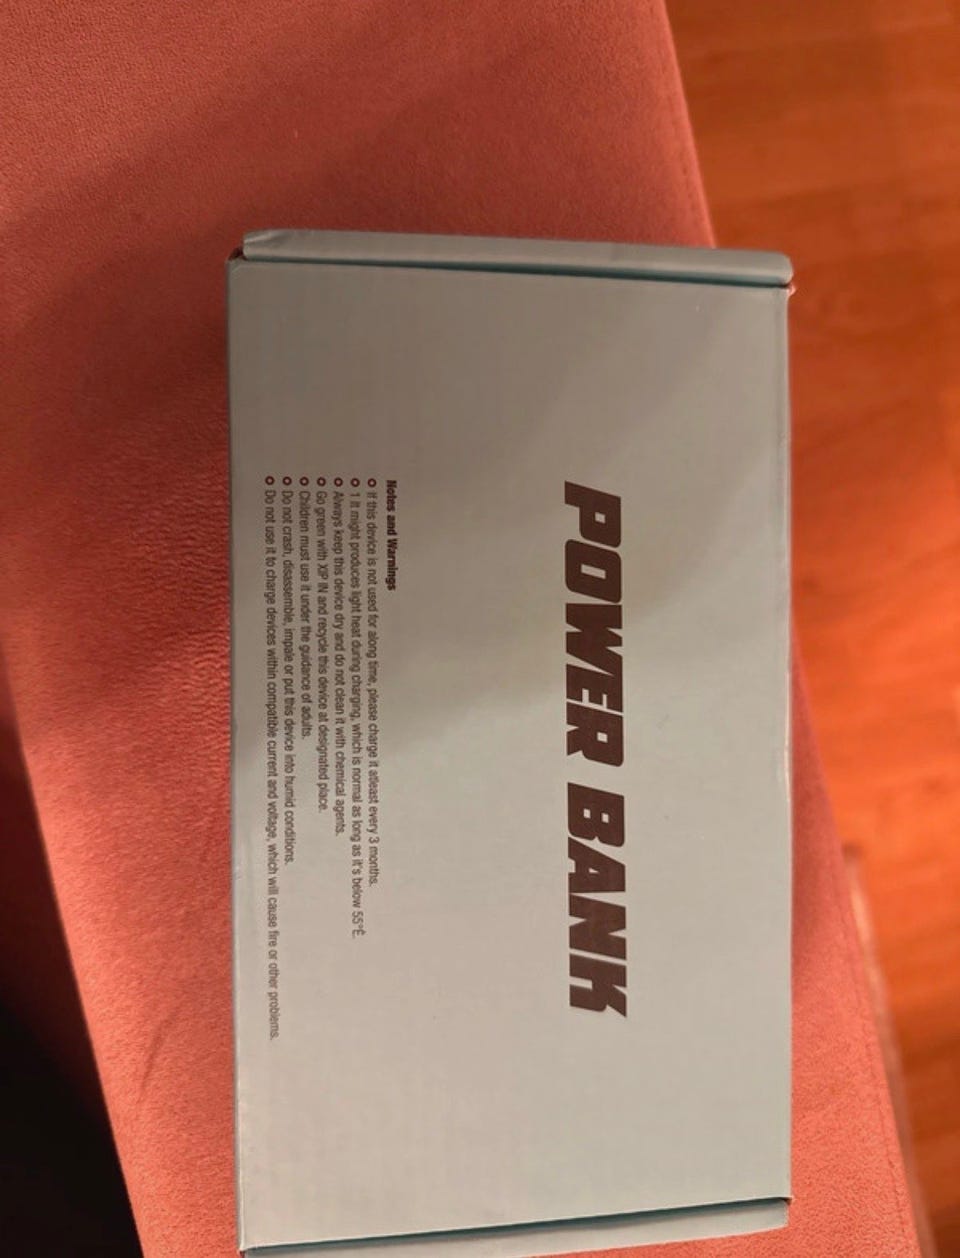 POWER BANK
Notes and Warnings
If this device is not used for along time, please charge it atleast every 3 months.
1 It might produces light heat during charging, which is normal as long as it's below 55°È.
Always keep this device dry and do not clean it with chemical agents.
Go green with XIP IN and recycle this device at designated place.
Children must use it under the guidance of adults.
Do not crash, disassemble, impale or put this device into humid conditions.
Do not use it to charge devices within compatible current and voltage, which will cause fire or other problems.